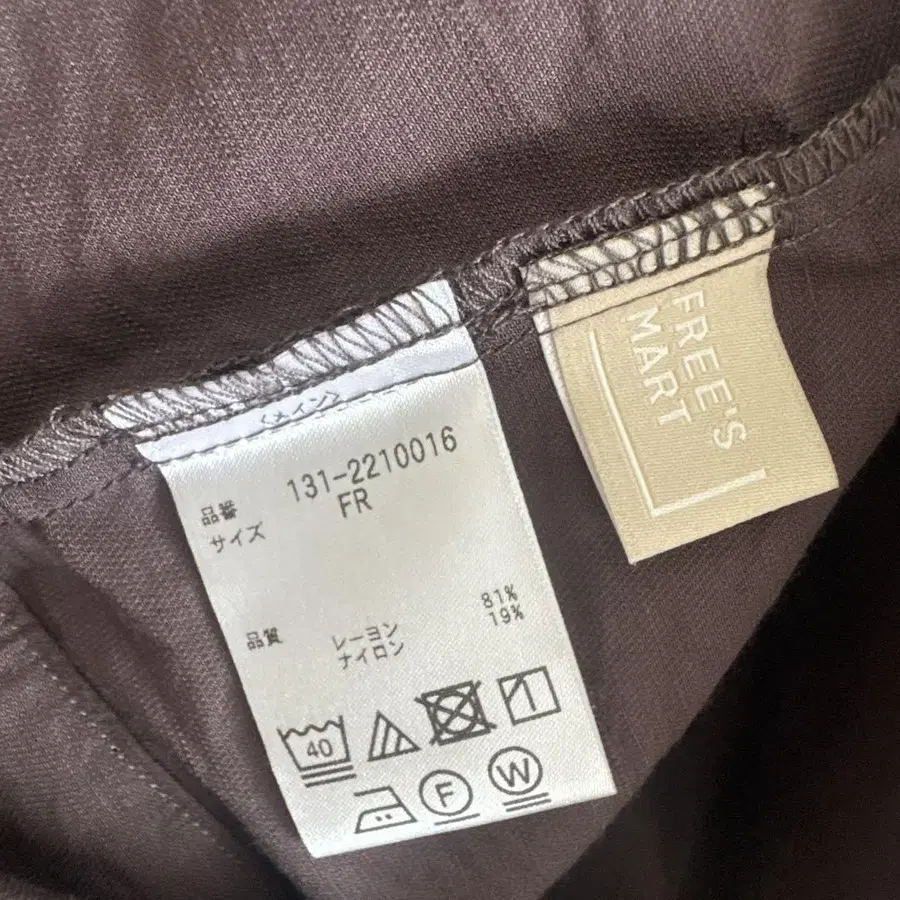 <メイン>
品番 131-2210016
サイズ FR
品質 レーヨン 81%
ナイロン 19%
40
F
W
FREE'S
MART